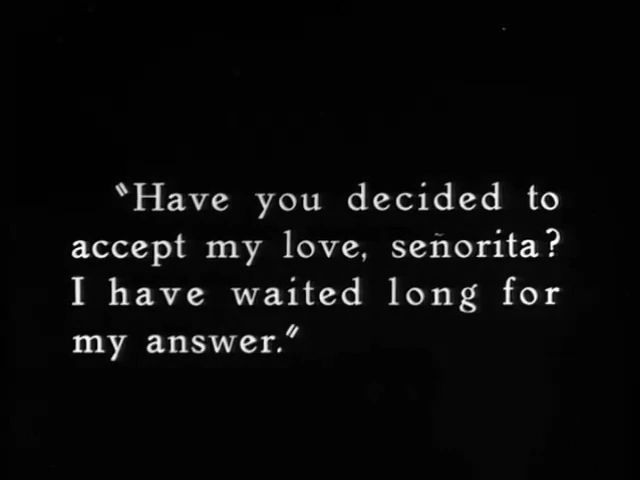 "Have you decided to
accept my love, señorita?
I have waited long for
my answer."